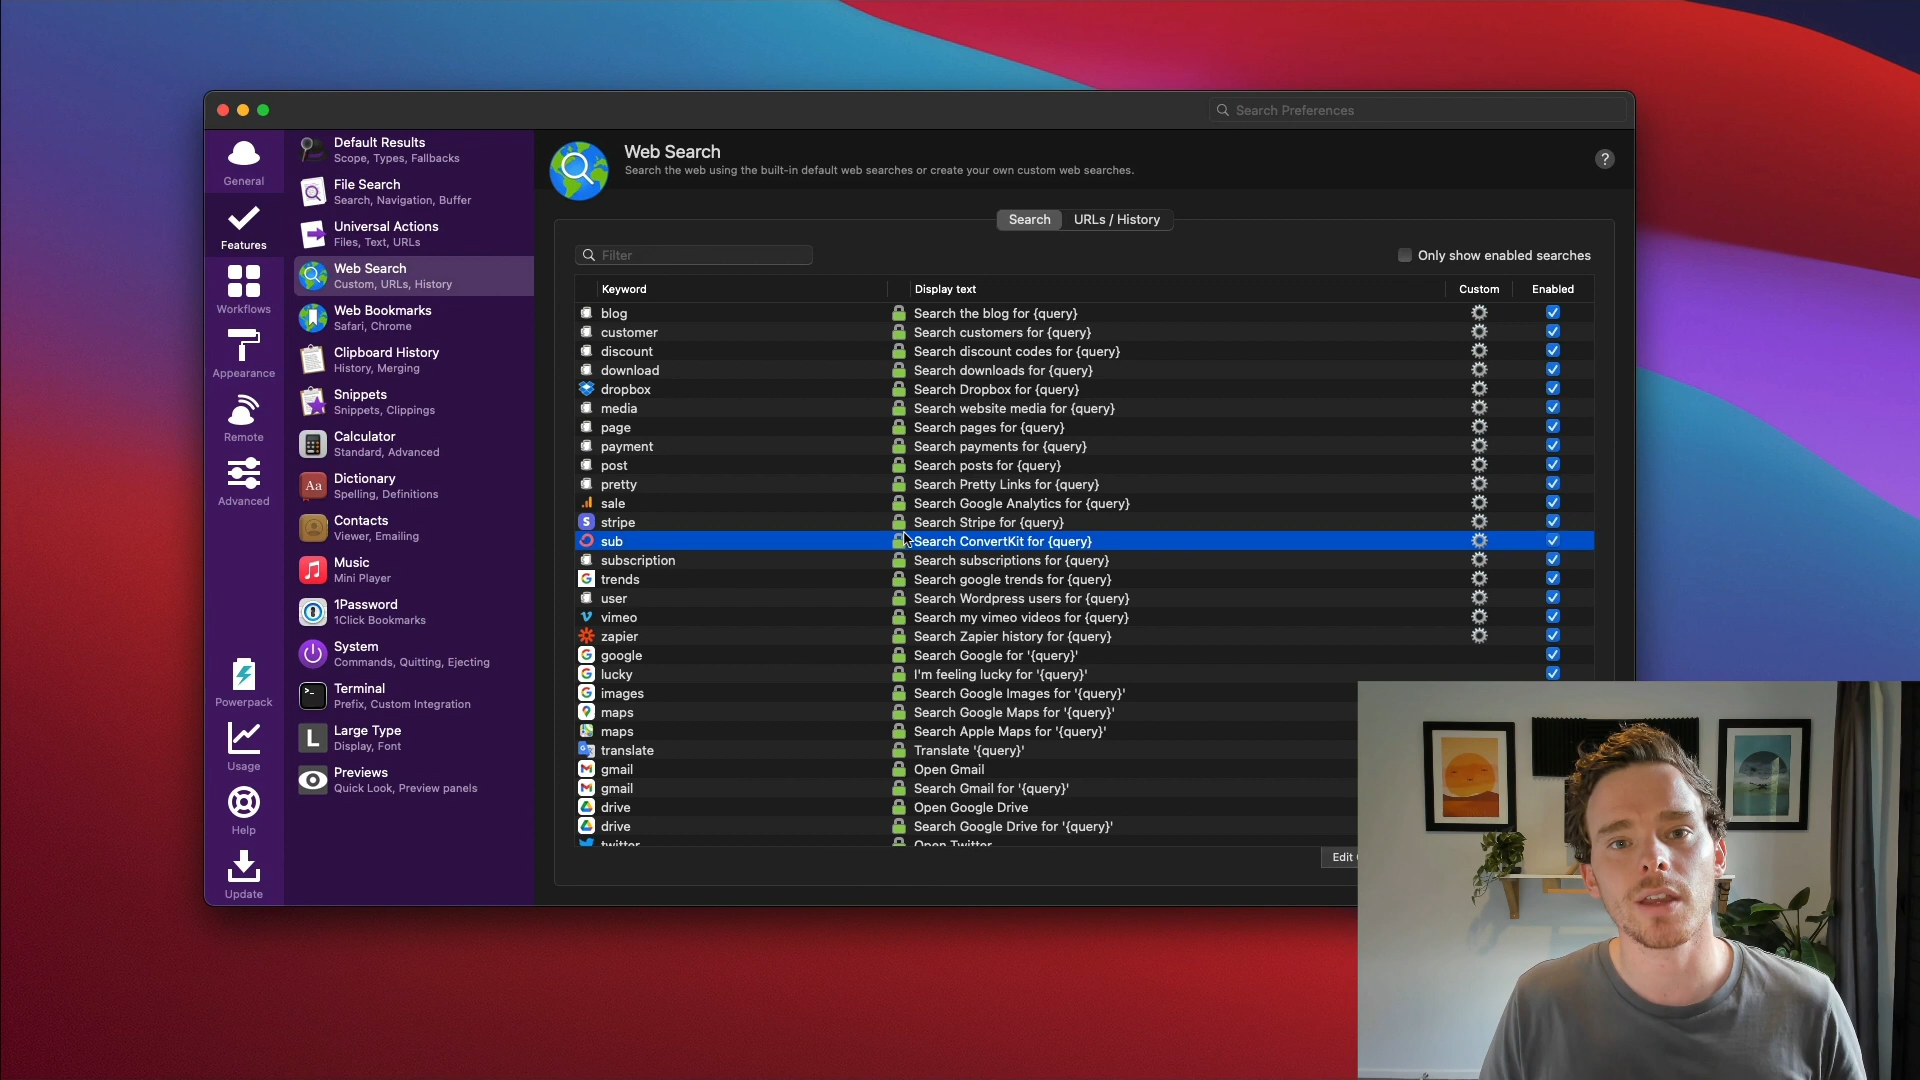 Search Preferences
General
Features
Workflows
Appearance
Remote
Advanced
Powerpack
Usage
Help
Update
Default Results
Scope, Types, Fallbacks
File Search
Search, Navigation, Buffer
Universal Actions
Files, Text, URLs
Web Search
Custom, URLs, History
Web Bookmarks
Safari, Chrome
Clipboard History
History, Merging
Snippets
Snippets, Clippings
Calculator
Standard, Advanced
Aa
Dictionary
Spelling, Definitions
Contacts
Viewer, Emailing
Music
Mini Player
1Password
1Click Bookmarks
System
Commands, Quitting, Ejecting
Terminal
Prefix, Custom Integration
L
Large Type
Display, Font
Previews
Quick Look, Preview panels
Web Search
Search the web using the built-in default web searches or create your own custom web searches.
?
Search URLs / History
Filter
Only show enabled searches
Keyword Display text Custom Enabled
blog Search the blog for {query}
customer Search customers for {query}
discount Search discount codes for {query}
download Search downloads for {query}
dropbox Search Dropbox for {query}
media Search website media for {query}
page Search pages for {query}
payment Search payments for {query}
post Search posts for {query}
pretty Search Pretty Links for {query}
sale Search Google Analytics for {query}
S stripe Search Stripe for {query}
sub Search ConvertKit for {query}
subscription Search subscriptions for {query}
trends Search google trends for {query}
user Search Wordpress users for {query}
vimeo Search my vimeo videos for {query}
zapier Search Zapier history for {query}
google Search Google for '{query}'
lucky I'm feeling lucky for '{query}'
images Search Google Images for '{query}'
maps Search Google Maps for '{query}'
maps Search Apple Maps for '{query}'
translate Translate '{query}'
gmail Open Gmail
gmail Search Gmail for '{query}'
drive Open Google Drive
drive Search Google Drive for '{query}'
twitter Open Twitter
Edit